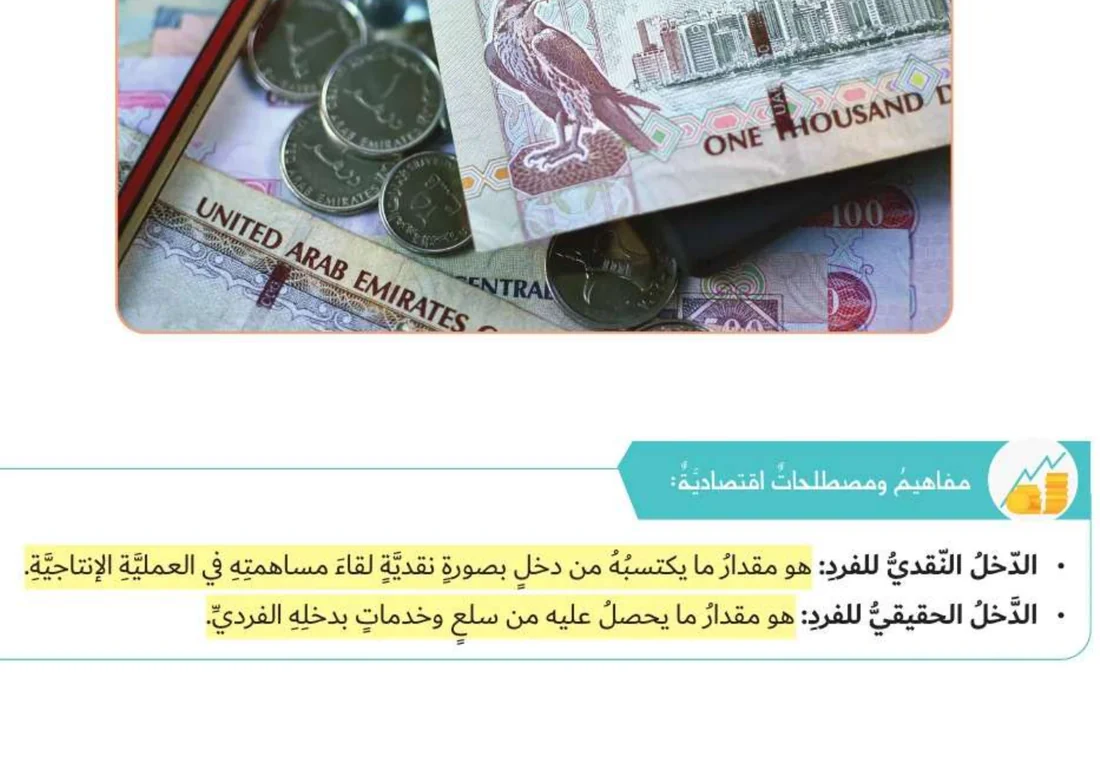 ONE THOUSAND D
UAE
100
UNITED ARAB EMIRATES C
CENTRAL
500
مفاهيمُ ومصطلحاتٌ اقتصاديَةٌ:
• الدّخلُ النّقديُّ للفردِ: هو مقدارُ ما يكتسبُهُ من دخلٍ بصورةٍ نقديَّةٍ لقاءَ مساهمتِهِ في العمليَّةِ الإنتاجيَّةِ.
• الدَّخلُ الحقيقيُّ للفردِ: هو مقدارُ ما يحصلُ عليه من سلعٍ وخدماتٍ بدخلِهِ الفرديِّ.